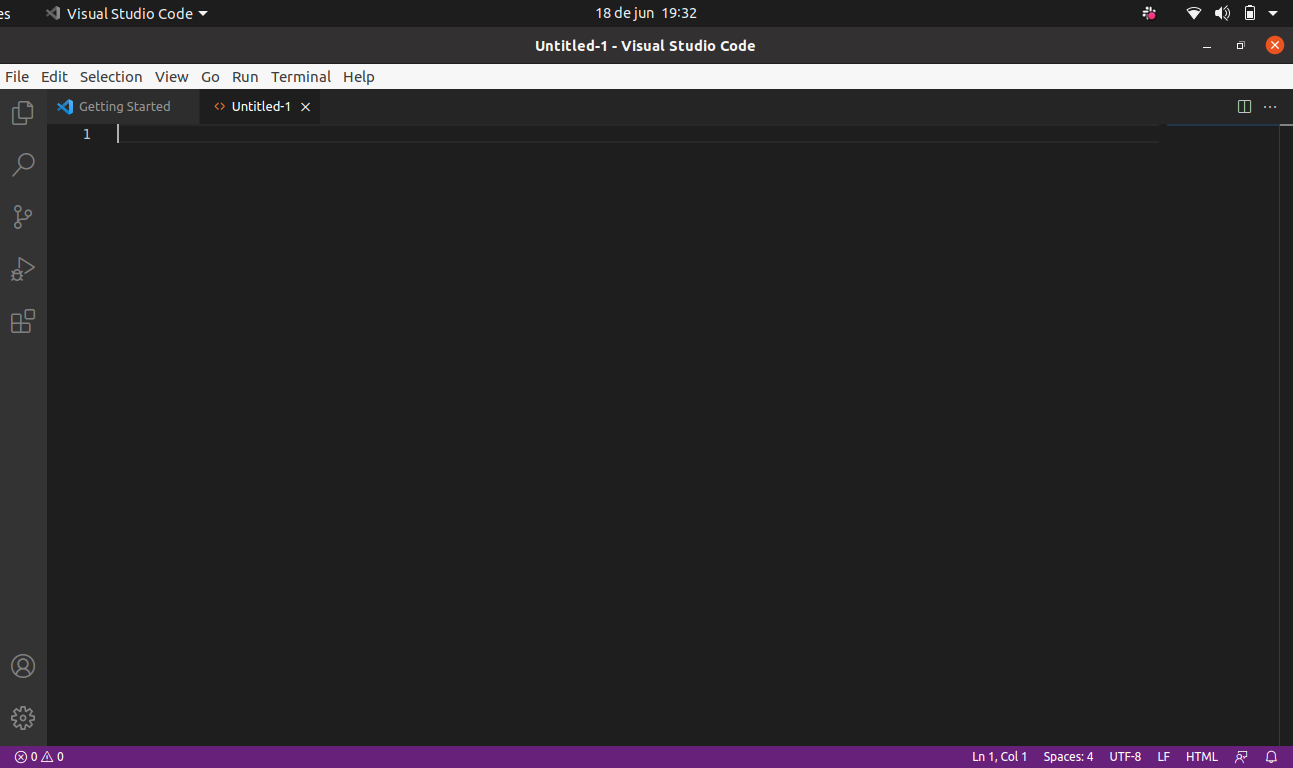 es Visual Studio Code 18 de jun 19:32
Untitled-1 - Visual Studio Code
File Edit Selection View Go Run Terminal Help
Getting Started Untitled-1
1
0 0 Ln 1, Col 1 Spaces: 4 UTF-8 LF HTML